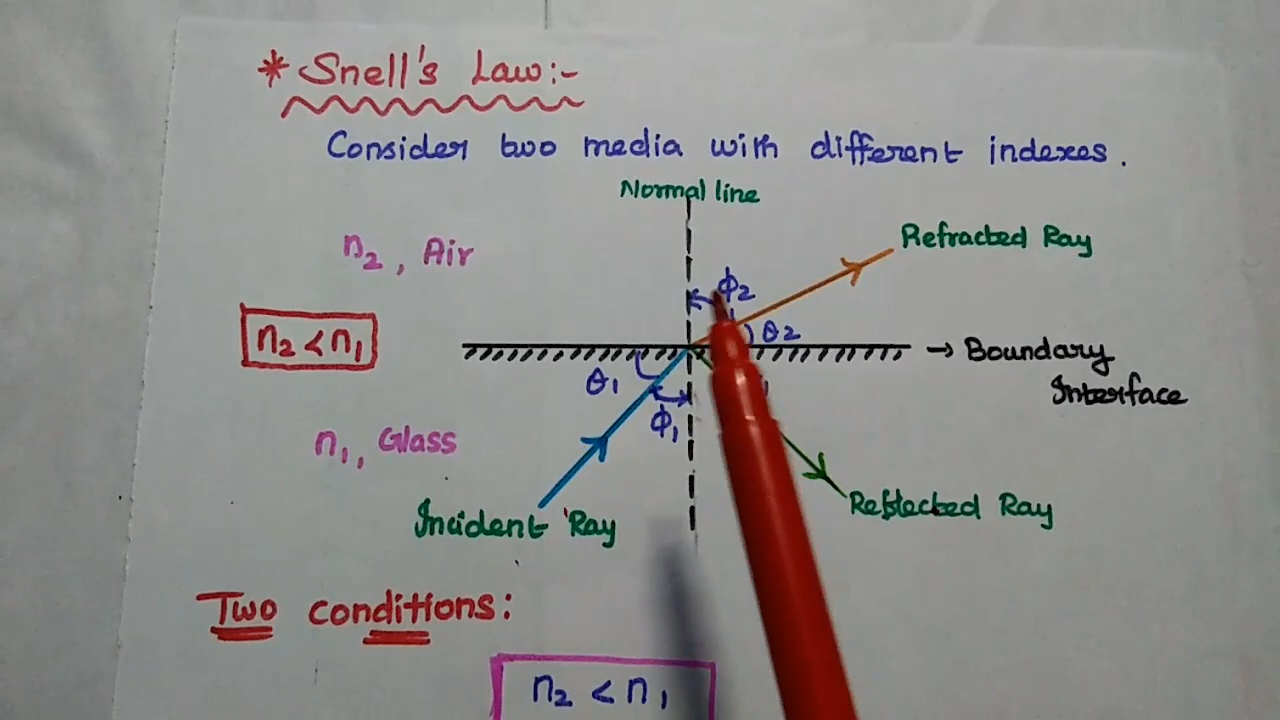 * Snell's Law:-
Consider two media with different indexes.
Normal line
n2, Air
Refracted Ray
ϕ2
n2 < n1
θ2
→ Boundary
Interface
θ1
ϕ1
n1, Glass
Incident Ray
Reflected Ray
Two conditions:
n2 < n1